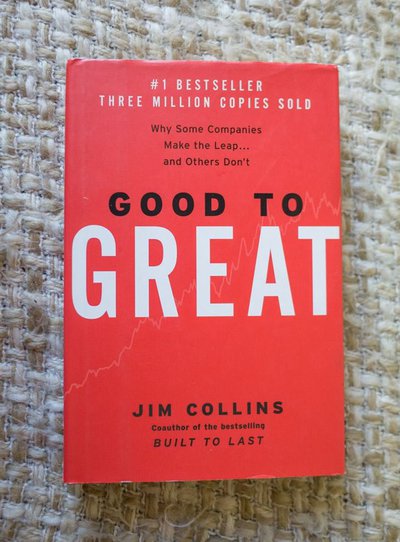 #1 BESTSELLER
THREE MILLION COPIES SOLD
Why Some Companies
Make the Leap...
and Others Don't
GOOD TO
GREAT
JIM COLLINS
Coauthor of the bestselling
BUILT TO LAST